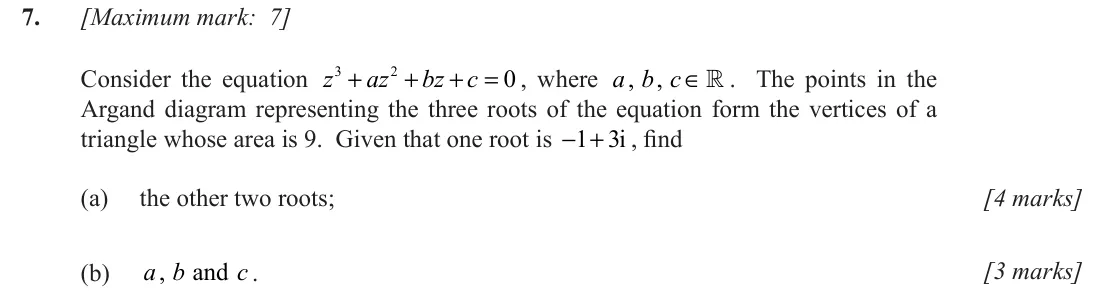 7. [Maximum mark: 7]
Consider the equation z³ + az² + bz + c = 0, where a, b, c ∈ ℝ. The points in the
Argand diagram representing the three roots of the equation form the vertices of a
triangle whose area is 9. Given that one root is −1 + 3i, find
(a) the other two roots; [4 marks]
(b) a, b and c. [3 marks]